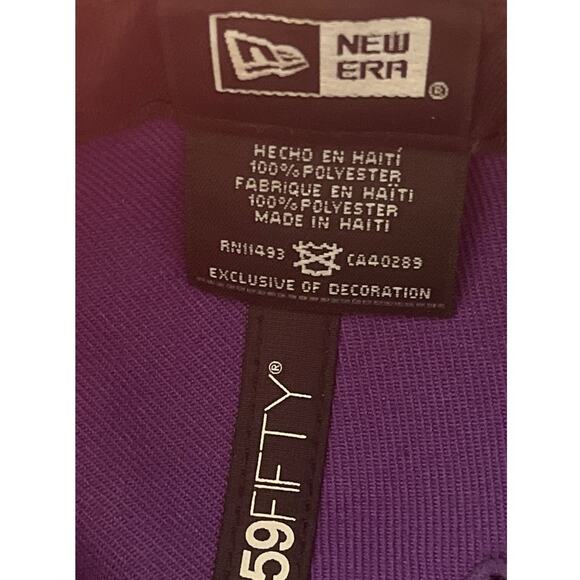 NEW
ERA
®
HECHO EN HAITÍ
100% POLYESTER
FABRIQUE EN HAÏTI
100% POLYESTER
MADE IN HAITI
RN11493 CA40289
EXCLUSIVE OF DECORATION
59FIFTY®